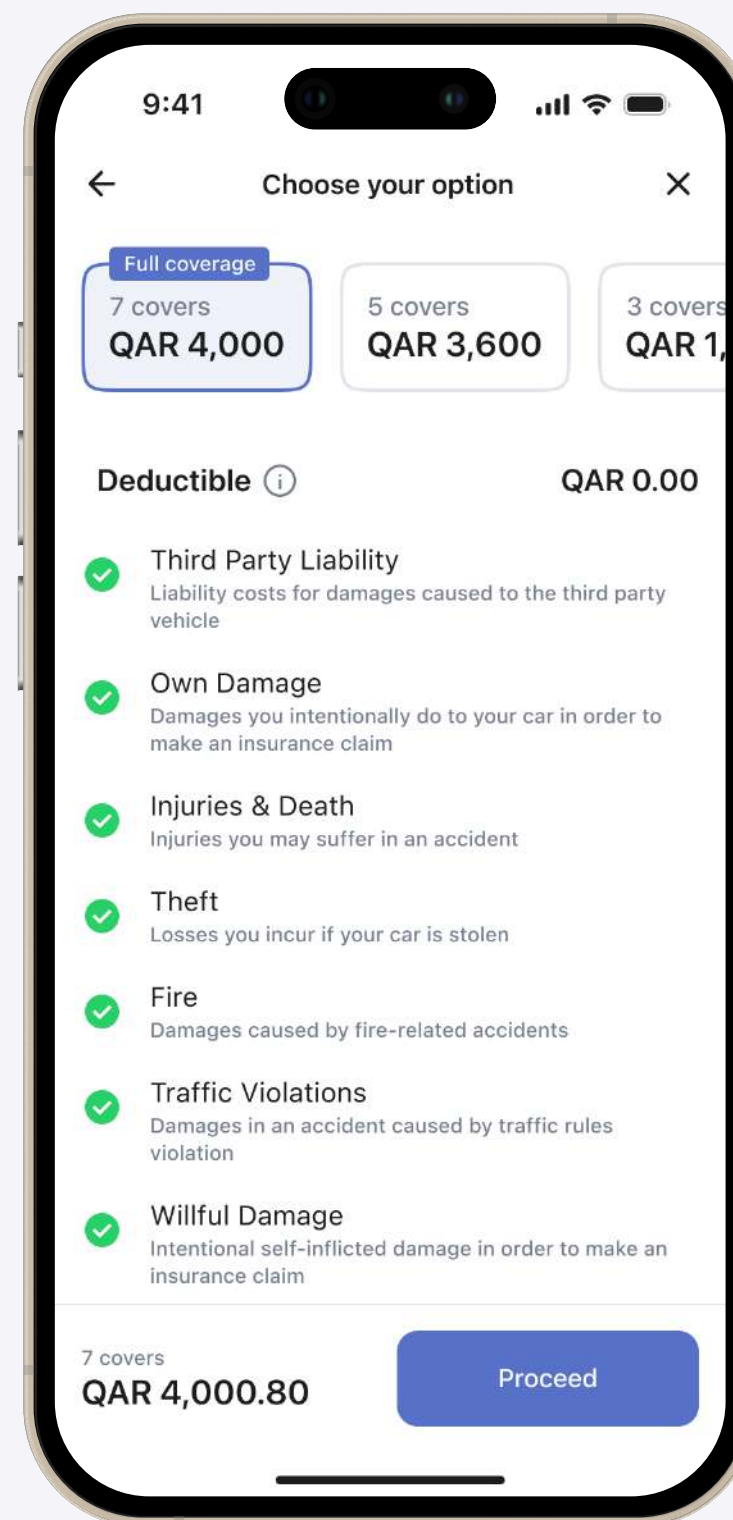 9:41
Choose your option
Full coverage
7 covers
QAR 4,000
5 covers
QAR 3,600
3 covers
QAR 1,
Deductible
QAR 0.00
Third Party Liability
Liability costs for damages caused to the third party
vehicle
Own Damage
Damages you intentionally do to your car in order to
make an insurance claim
Injuries & Death
Injuries you may suffer in an accident
Theft
Losses you incur if your car is stolen
Fire
Damages caused by fire-related accidents
Traffic Violations
Damages in an accident caused by traffic rules
violation
Willful Damage
Intentional self-inflicted damage in order to make an
insurance claim
7 covers
QAR 4,000.80
Proceed